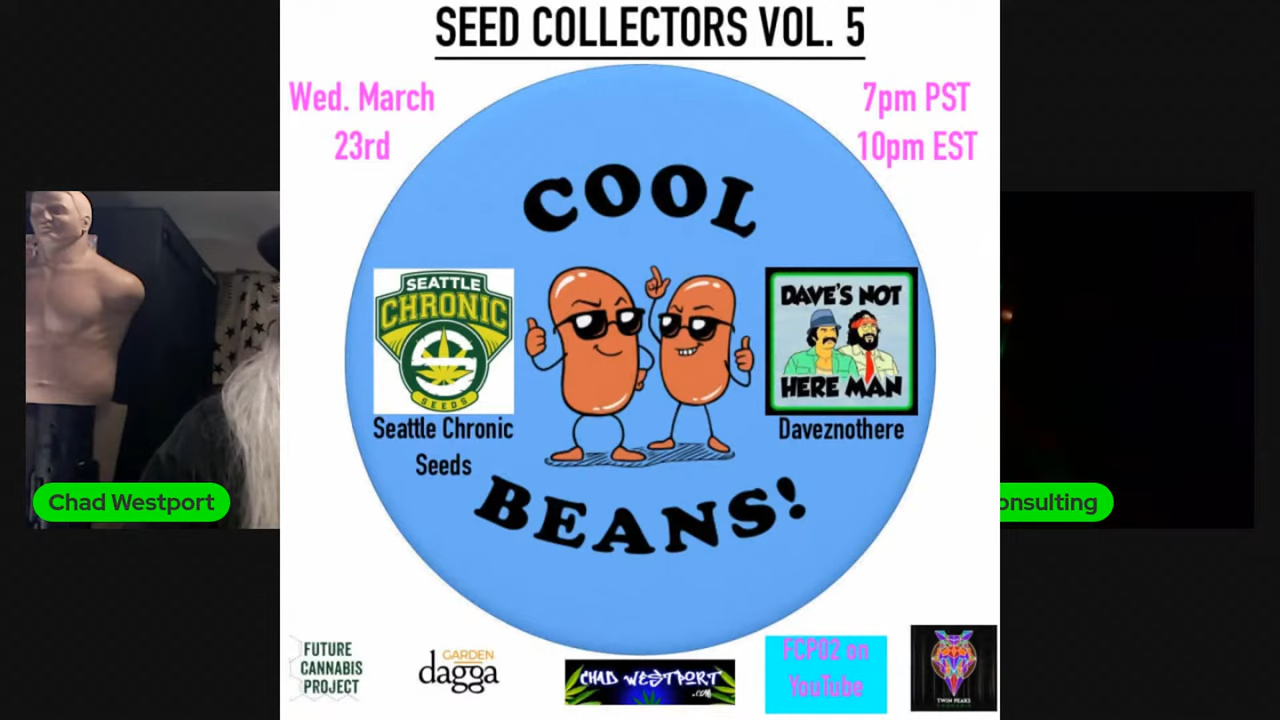 SEED COLLECTORS VOL. 5
Wed. March
23rd
7pm PST
10pm EST
COOL
SEATTLE
CHRONIC
SEEDS
Seattle Chronic
Seeds
DAVE'S NOT
HERE MAN
Daveznothere
BEANS!
Chad Westport
onsulting
FUTURE
CANNABIS
PROJECT
GARDEN
dagga
CHAD WESTPORT
.COM
FCPO2 on
YouTube
TWIN PEAKS